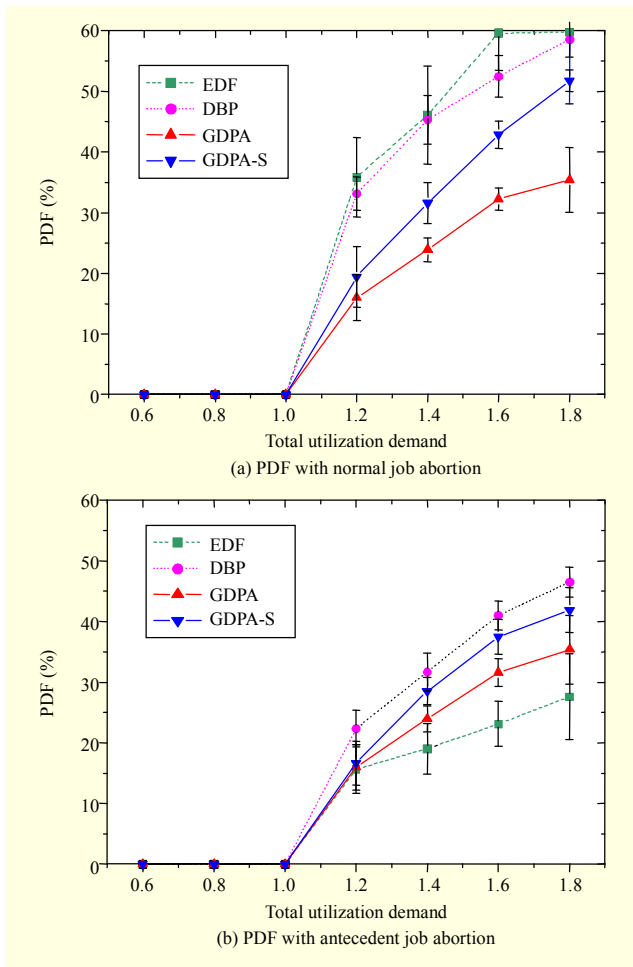 60
50
40
30
20
10
0
PDF (%)
EDF
DBP
GDPA
GDPA-S
0.6 0.8 1.0 1.2 1.4 1.6 1.8
Total utilization demand
(a) PDF with normal job abortion
60
50
40
30
20
10
0
PDF (%)
EDF
DBP
GDPA
GDPA-S
0.6 0.8 1.0 1.2 1.4 1.6 1.8
Total utilization demand
(b) PDF with antecedent job abortion